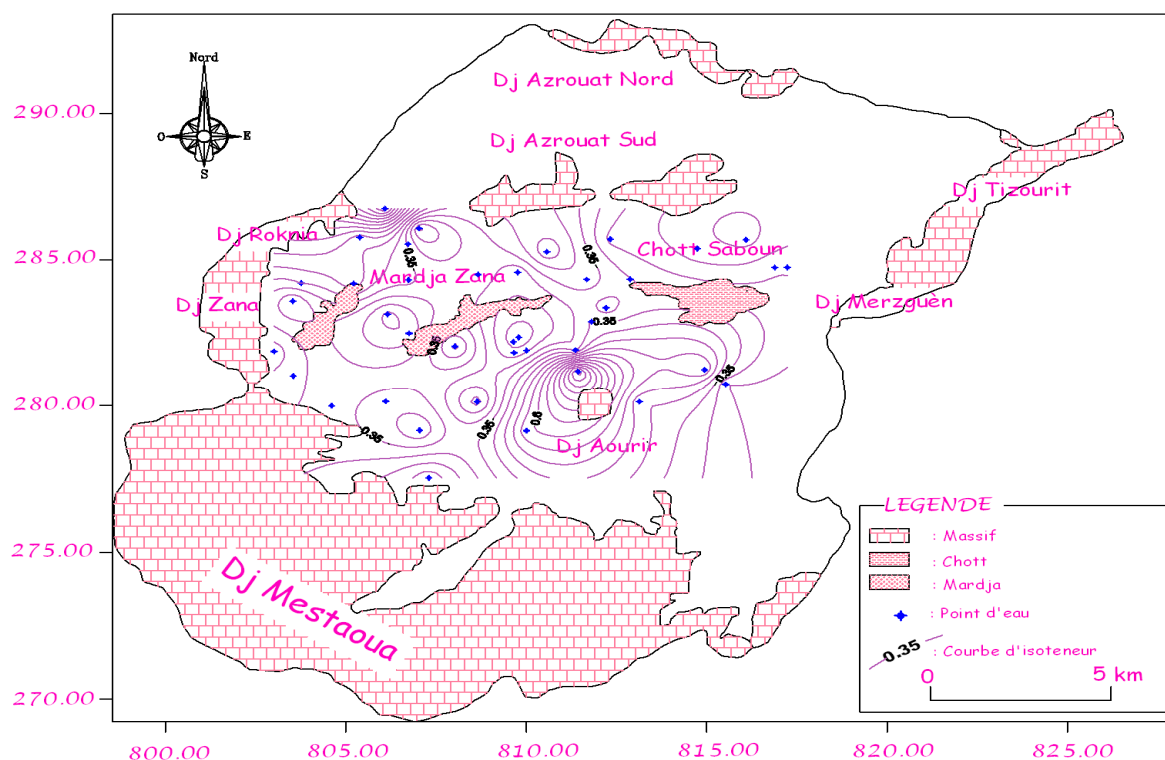 Nord
O
E
S
Dj Azrouat Nord
290.00
Dj Azrouat Sud
Dj Tizourit
Dj Roknia
Chott Saboun
285.00
0.35
0.35
Mardja Zana
Dj Zana
Dj Merzguèn
0.35
0.35
0.35
280.00
0.35
0.35
0.6
Dj Aourir
LEGENDE
: Massif
: Chott
: Mardja
: Point d'eau
0.35
: Courbe d'isoteneur
0
5 km
275.00
Dj Mestaoua
270.00
800.00
805.00
810.00
815.00
820.00
825.00